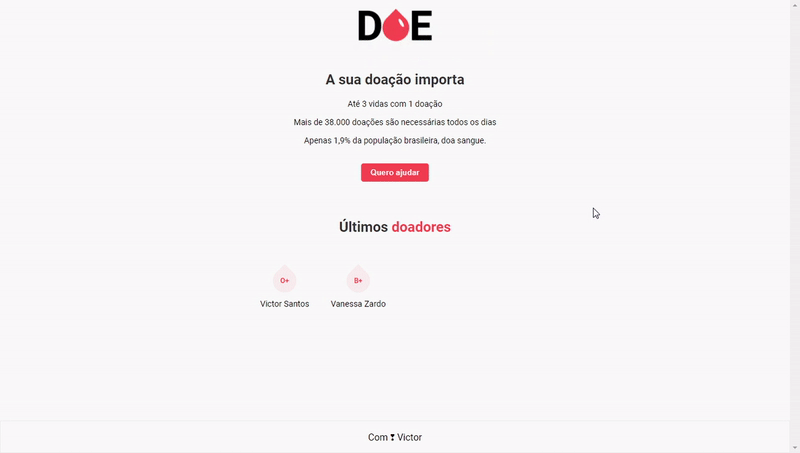 DOE
A sua doação importa
Até 3 vidas com 1 doação
Mais de 38.000 doações são necessárias todos os dias
Apenas 1,9% da população brasileira, doa sangue.
Quero ajudar
Últimos doadores
O+ B+
Victor Santos Vanessa Zardo
Com ❣ Victor